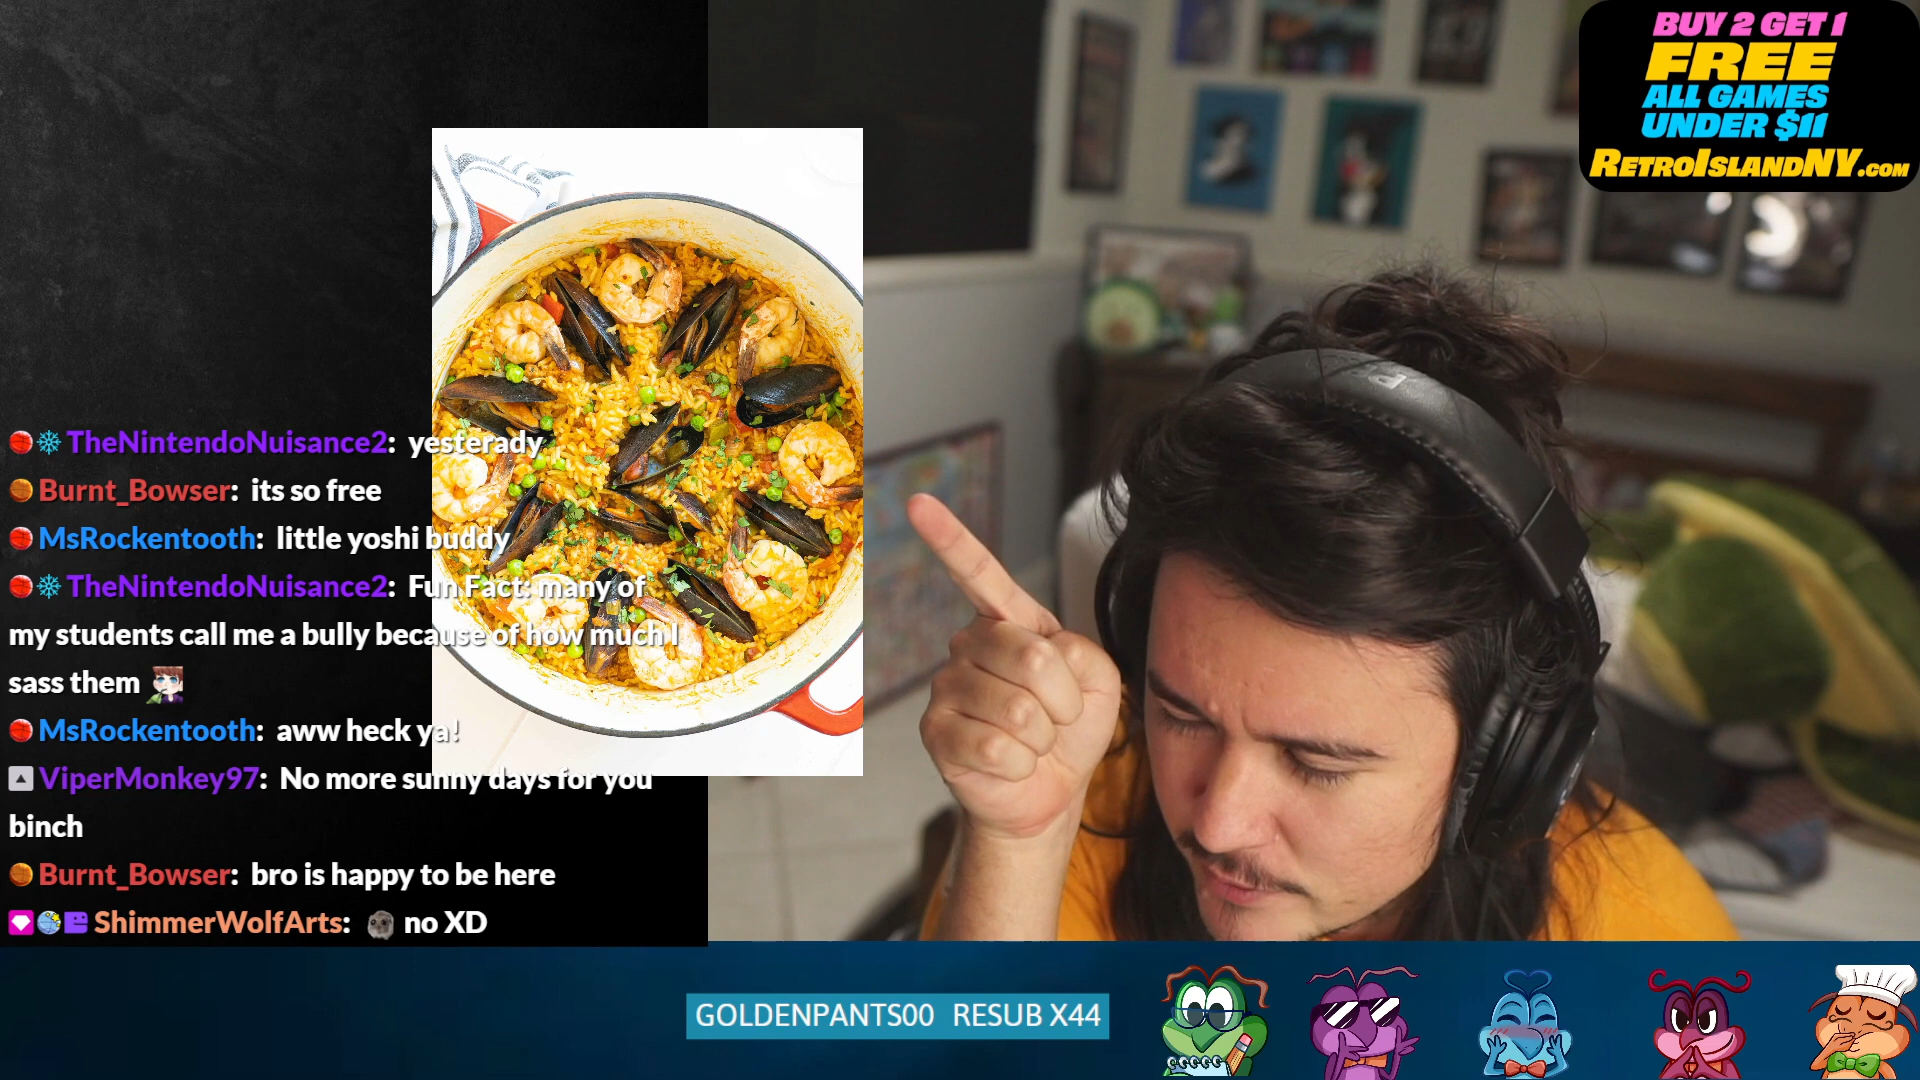 BUY 2 GET 1
FREE
ALL GAMES
UNDER $11
RETROISLANDNY.COM
TheNintendoNuisance2: yesterady
Burnt_Bowser: its so free
MsRockentooth: little yoshi buddy
TheNintendoNuisance2: Fun Fact: many of
my students call me a bully because of how much I
sass them
MsRockentooth: aww heck ya!
ViperMonkey97: No more sunny days for you
binch
Burnt_Bowser: bro is happy to be here
ShimmerWolfArts: no XD
GOLDENPANTS00 RESUB X44